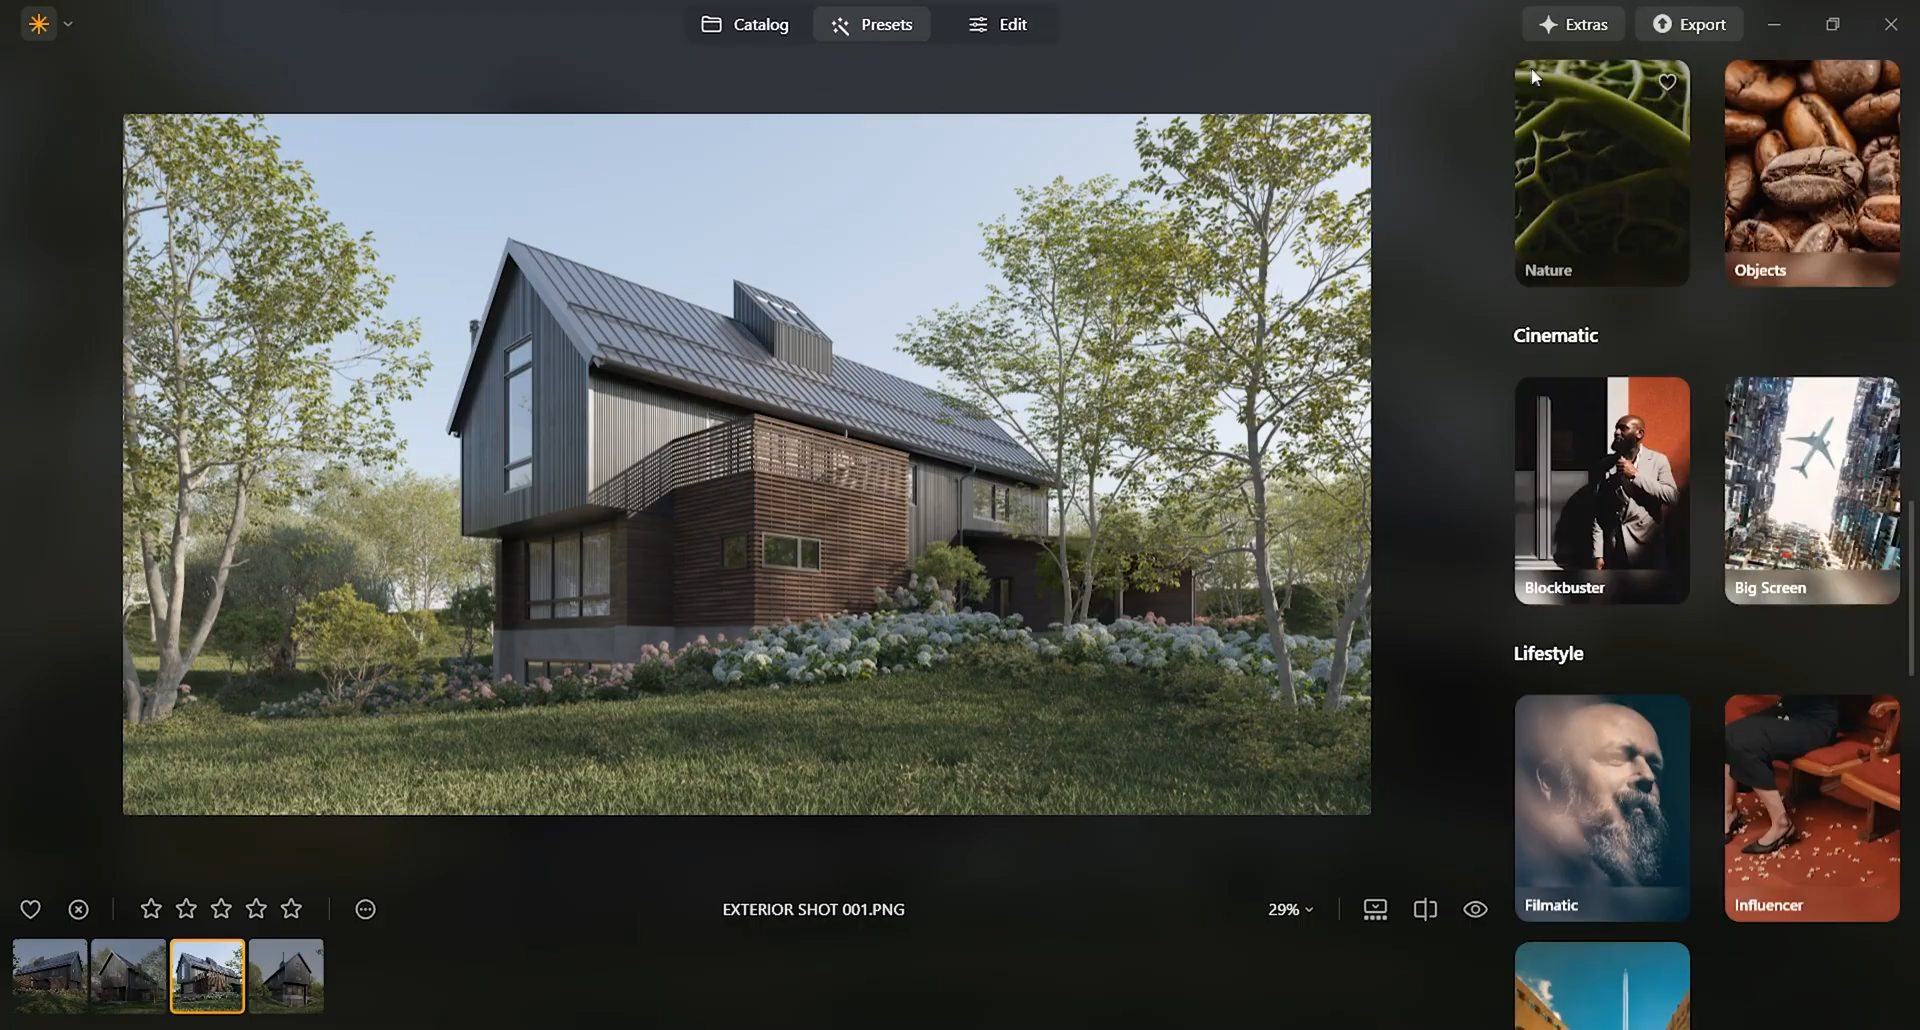 Catalog
Presets
Edit
Extras
Export
Nature
Objects
Cinematic
Blockbuster
Big Screen
Lifestyle
Filmatic
Influencer
EXTERIOR SHOT 001.PNG
29%